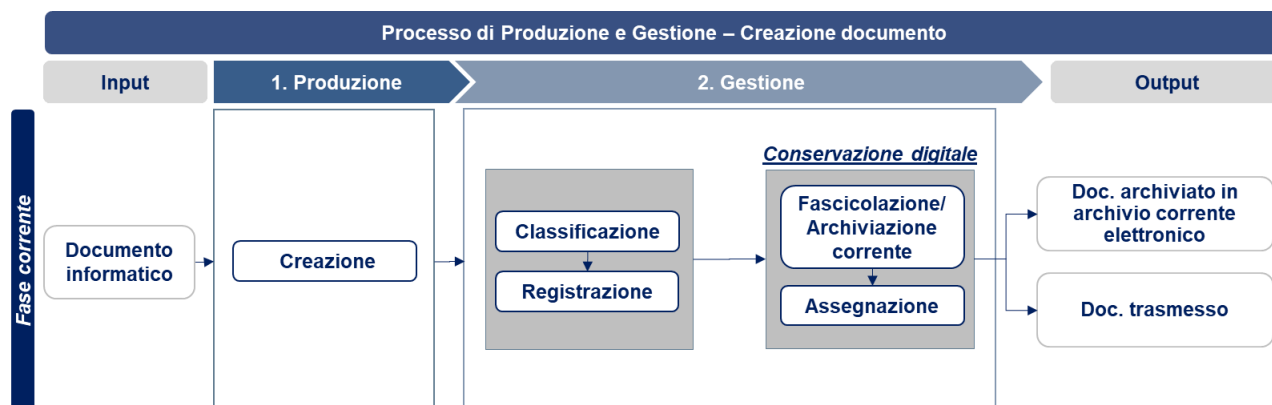 Processo di Produzione e Gestione – Creazione documento
Input
1. Produzione
2. Gestione
Output
Fase corrente
Documento
informatico
Creazione
Classificazione
Registrazione
Conservazione digitale
Fascicolazione/
Archiviazione
corrente
Assegnazione
Doc. archiviato in
archivio corrente
elettronico
Doc. trasmesso